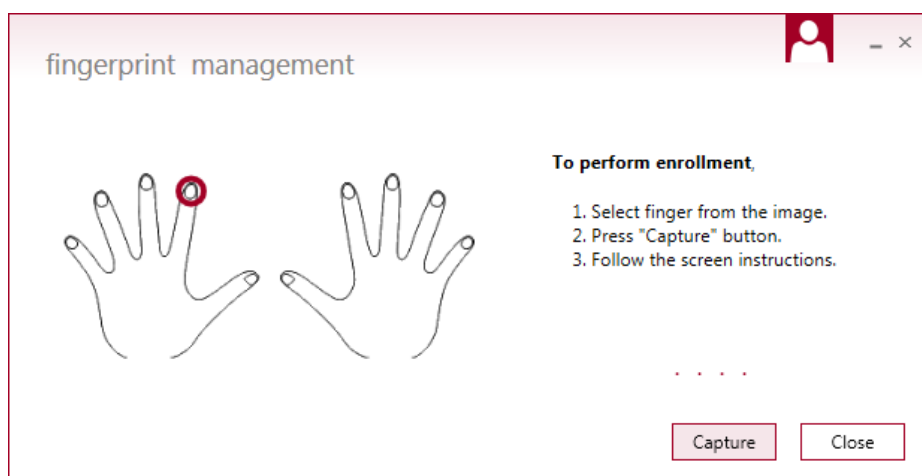 fingerprint management
To perform enrollment,
1. Select finger from the image.
2. Press "Capture" button.
3. Follow the screen instructions.
Capture
Close